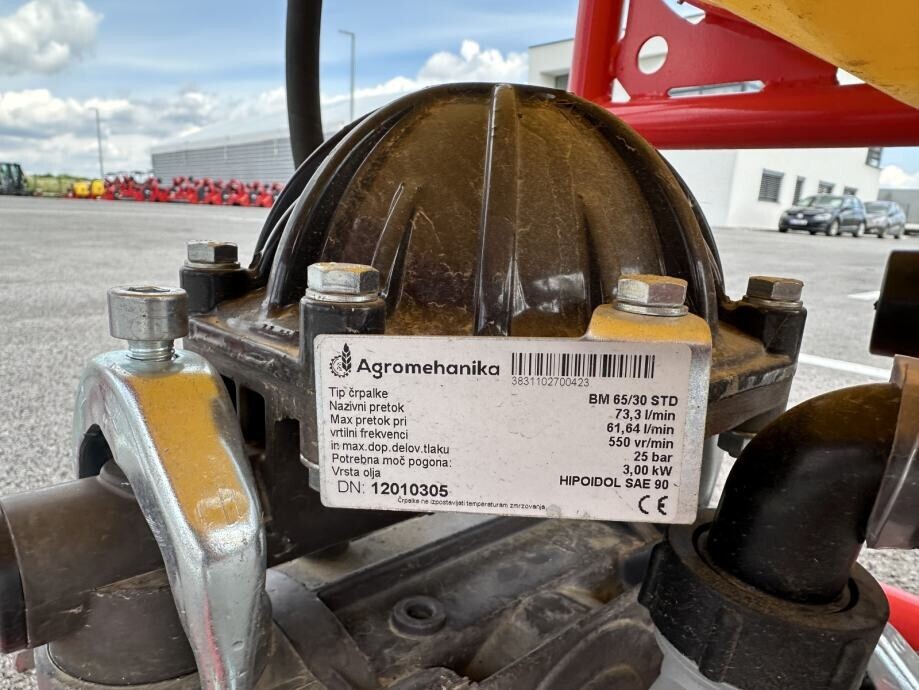 Agromehanika
3831102700423
Tip črpalke BM 65/30 STD
Nazivni pretok 73,3 l/min
Max pretok pri 61,64 l/min
vrtilni frekvenci 550 vr/min
in max.dop.delov.tlaku 25 bar
Potrebna moč pogona: 3,00 kW
Vrsta olja HIPOIDOL SAE 90
DN: 12010305
Črpalke ne izpostavljati temperaturam zmrzovanja
CE